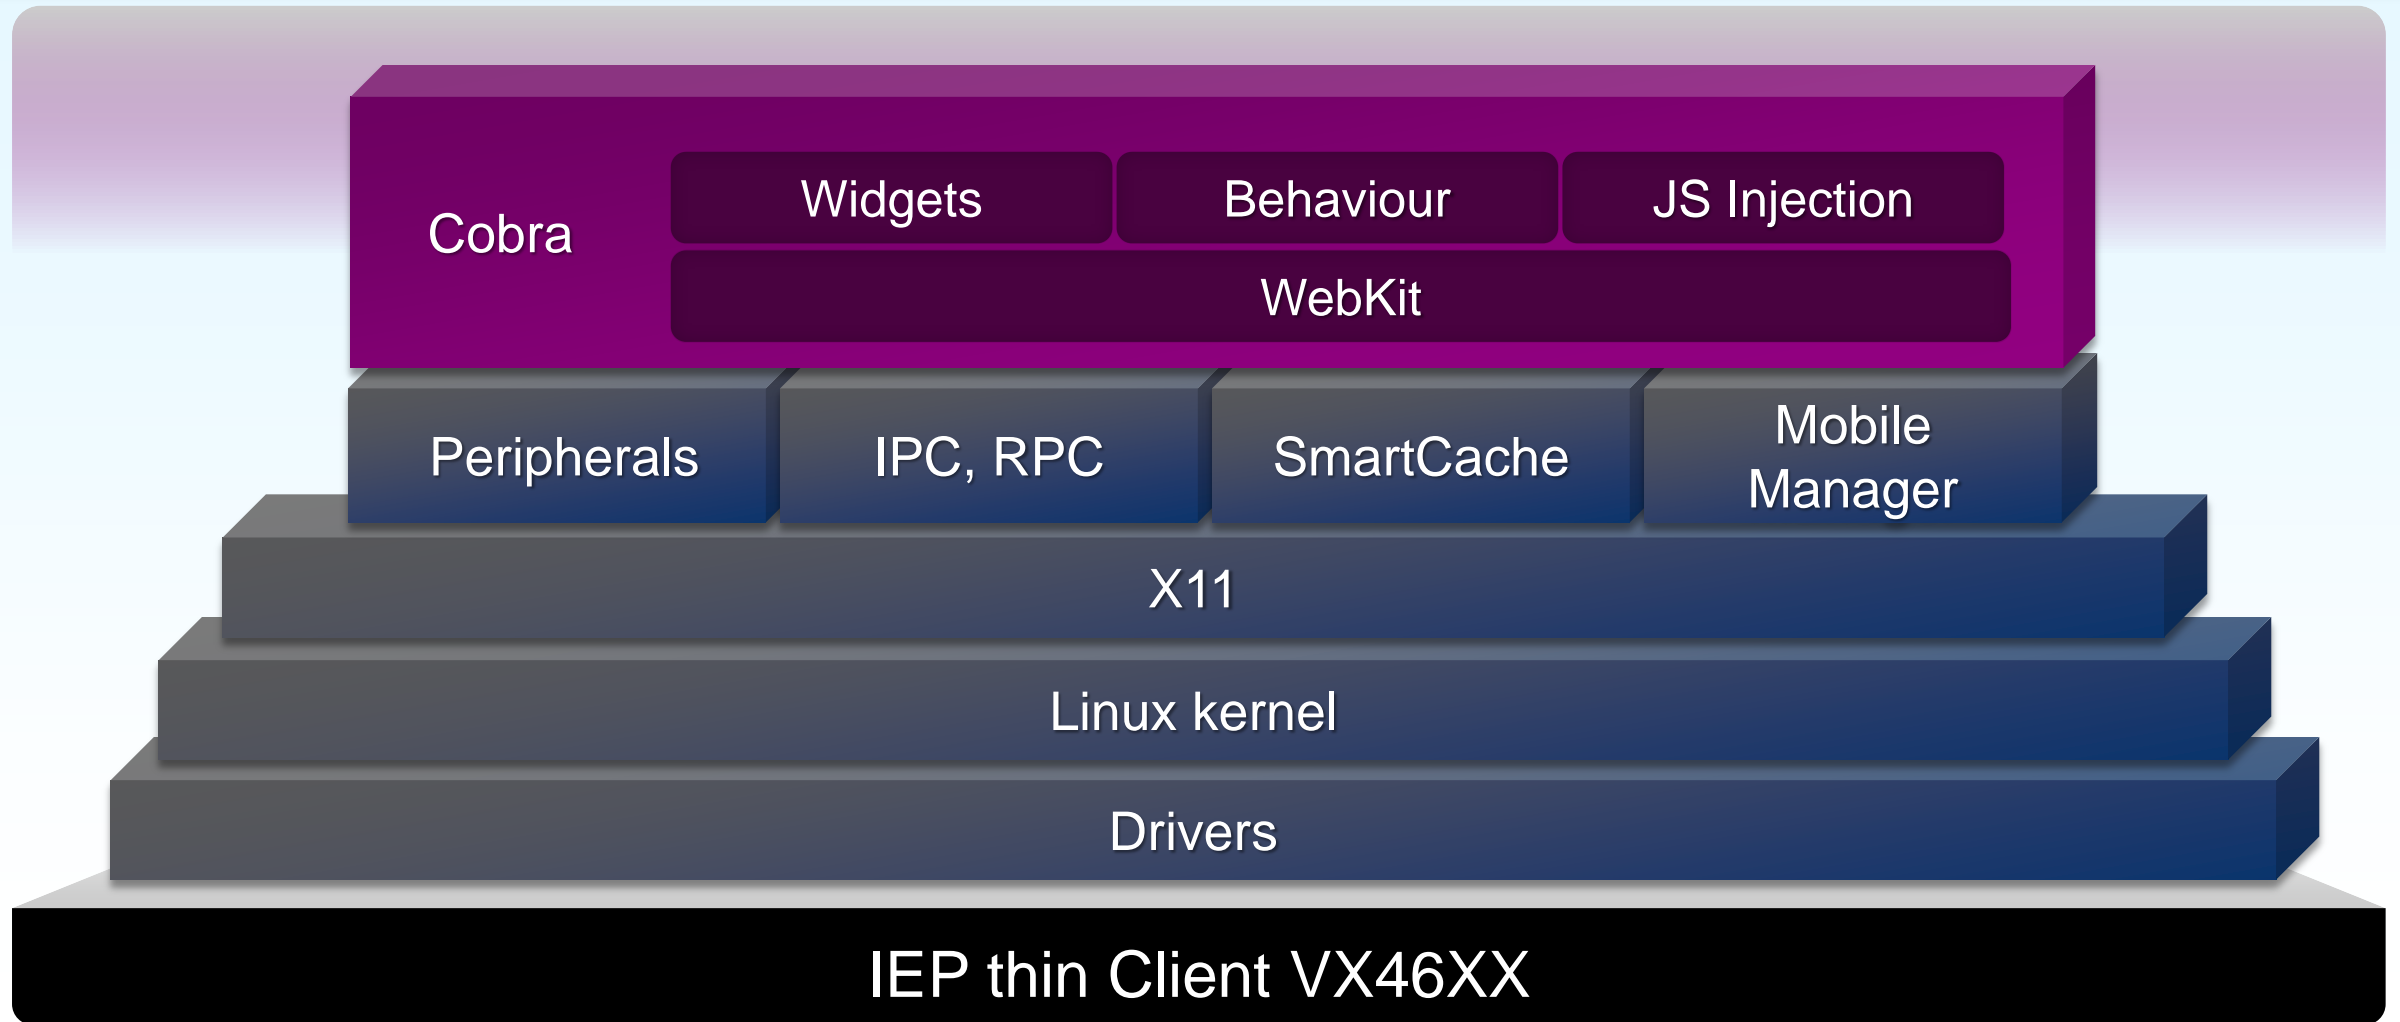 Cobra
Widgets
Behaviour
JS Injection
WebKit
Peripherals
IPC, RPC
SmartCache
Mobile
Manager
X11
Linux kernel
Drivers
IEP thin Client VX46XX